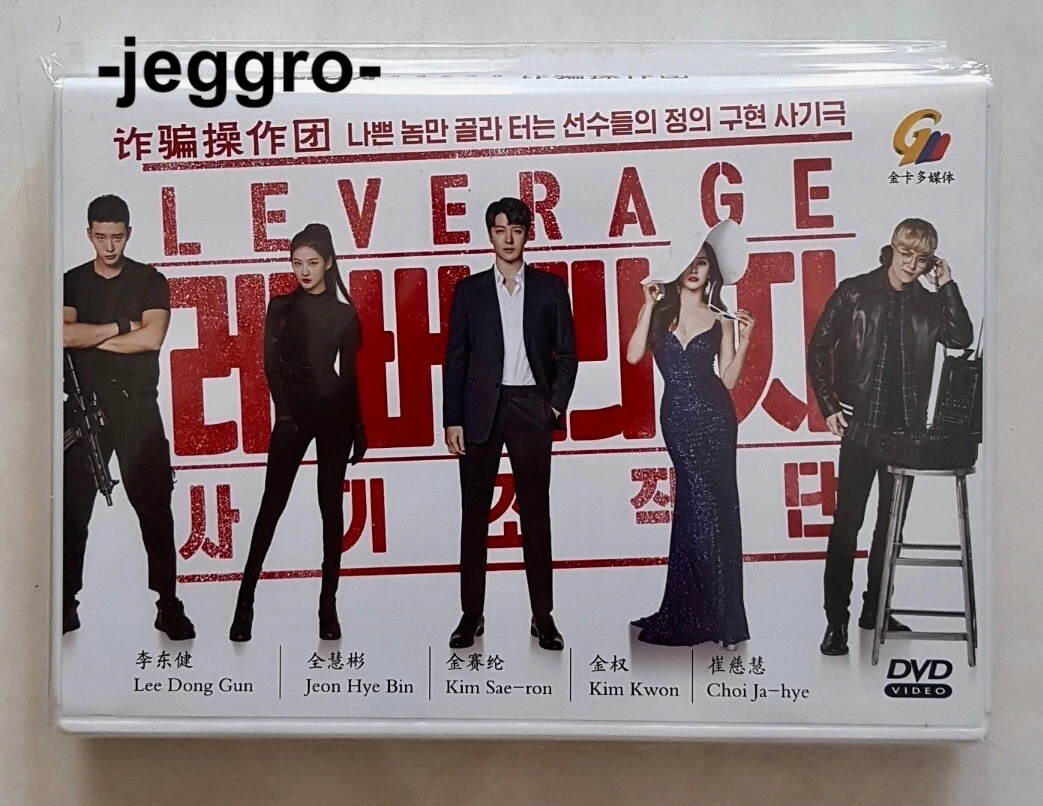 -jeggro-
诈骗操作团 나쁜 놈만 골라 터는 선수들의 정의 구현 사기극
金卡多媒体
LEVERAGE
레버리지
사기조작단
李东健 全慧彬 金赛纶 金权 崔慈慧
Lee Dong Gun Jeon Hye Bin Kim Sae-ron Kim Kwon Choi Ja-hye
DVD
VIDEO